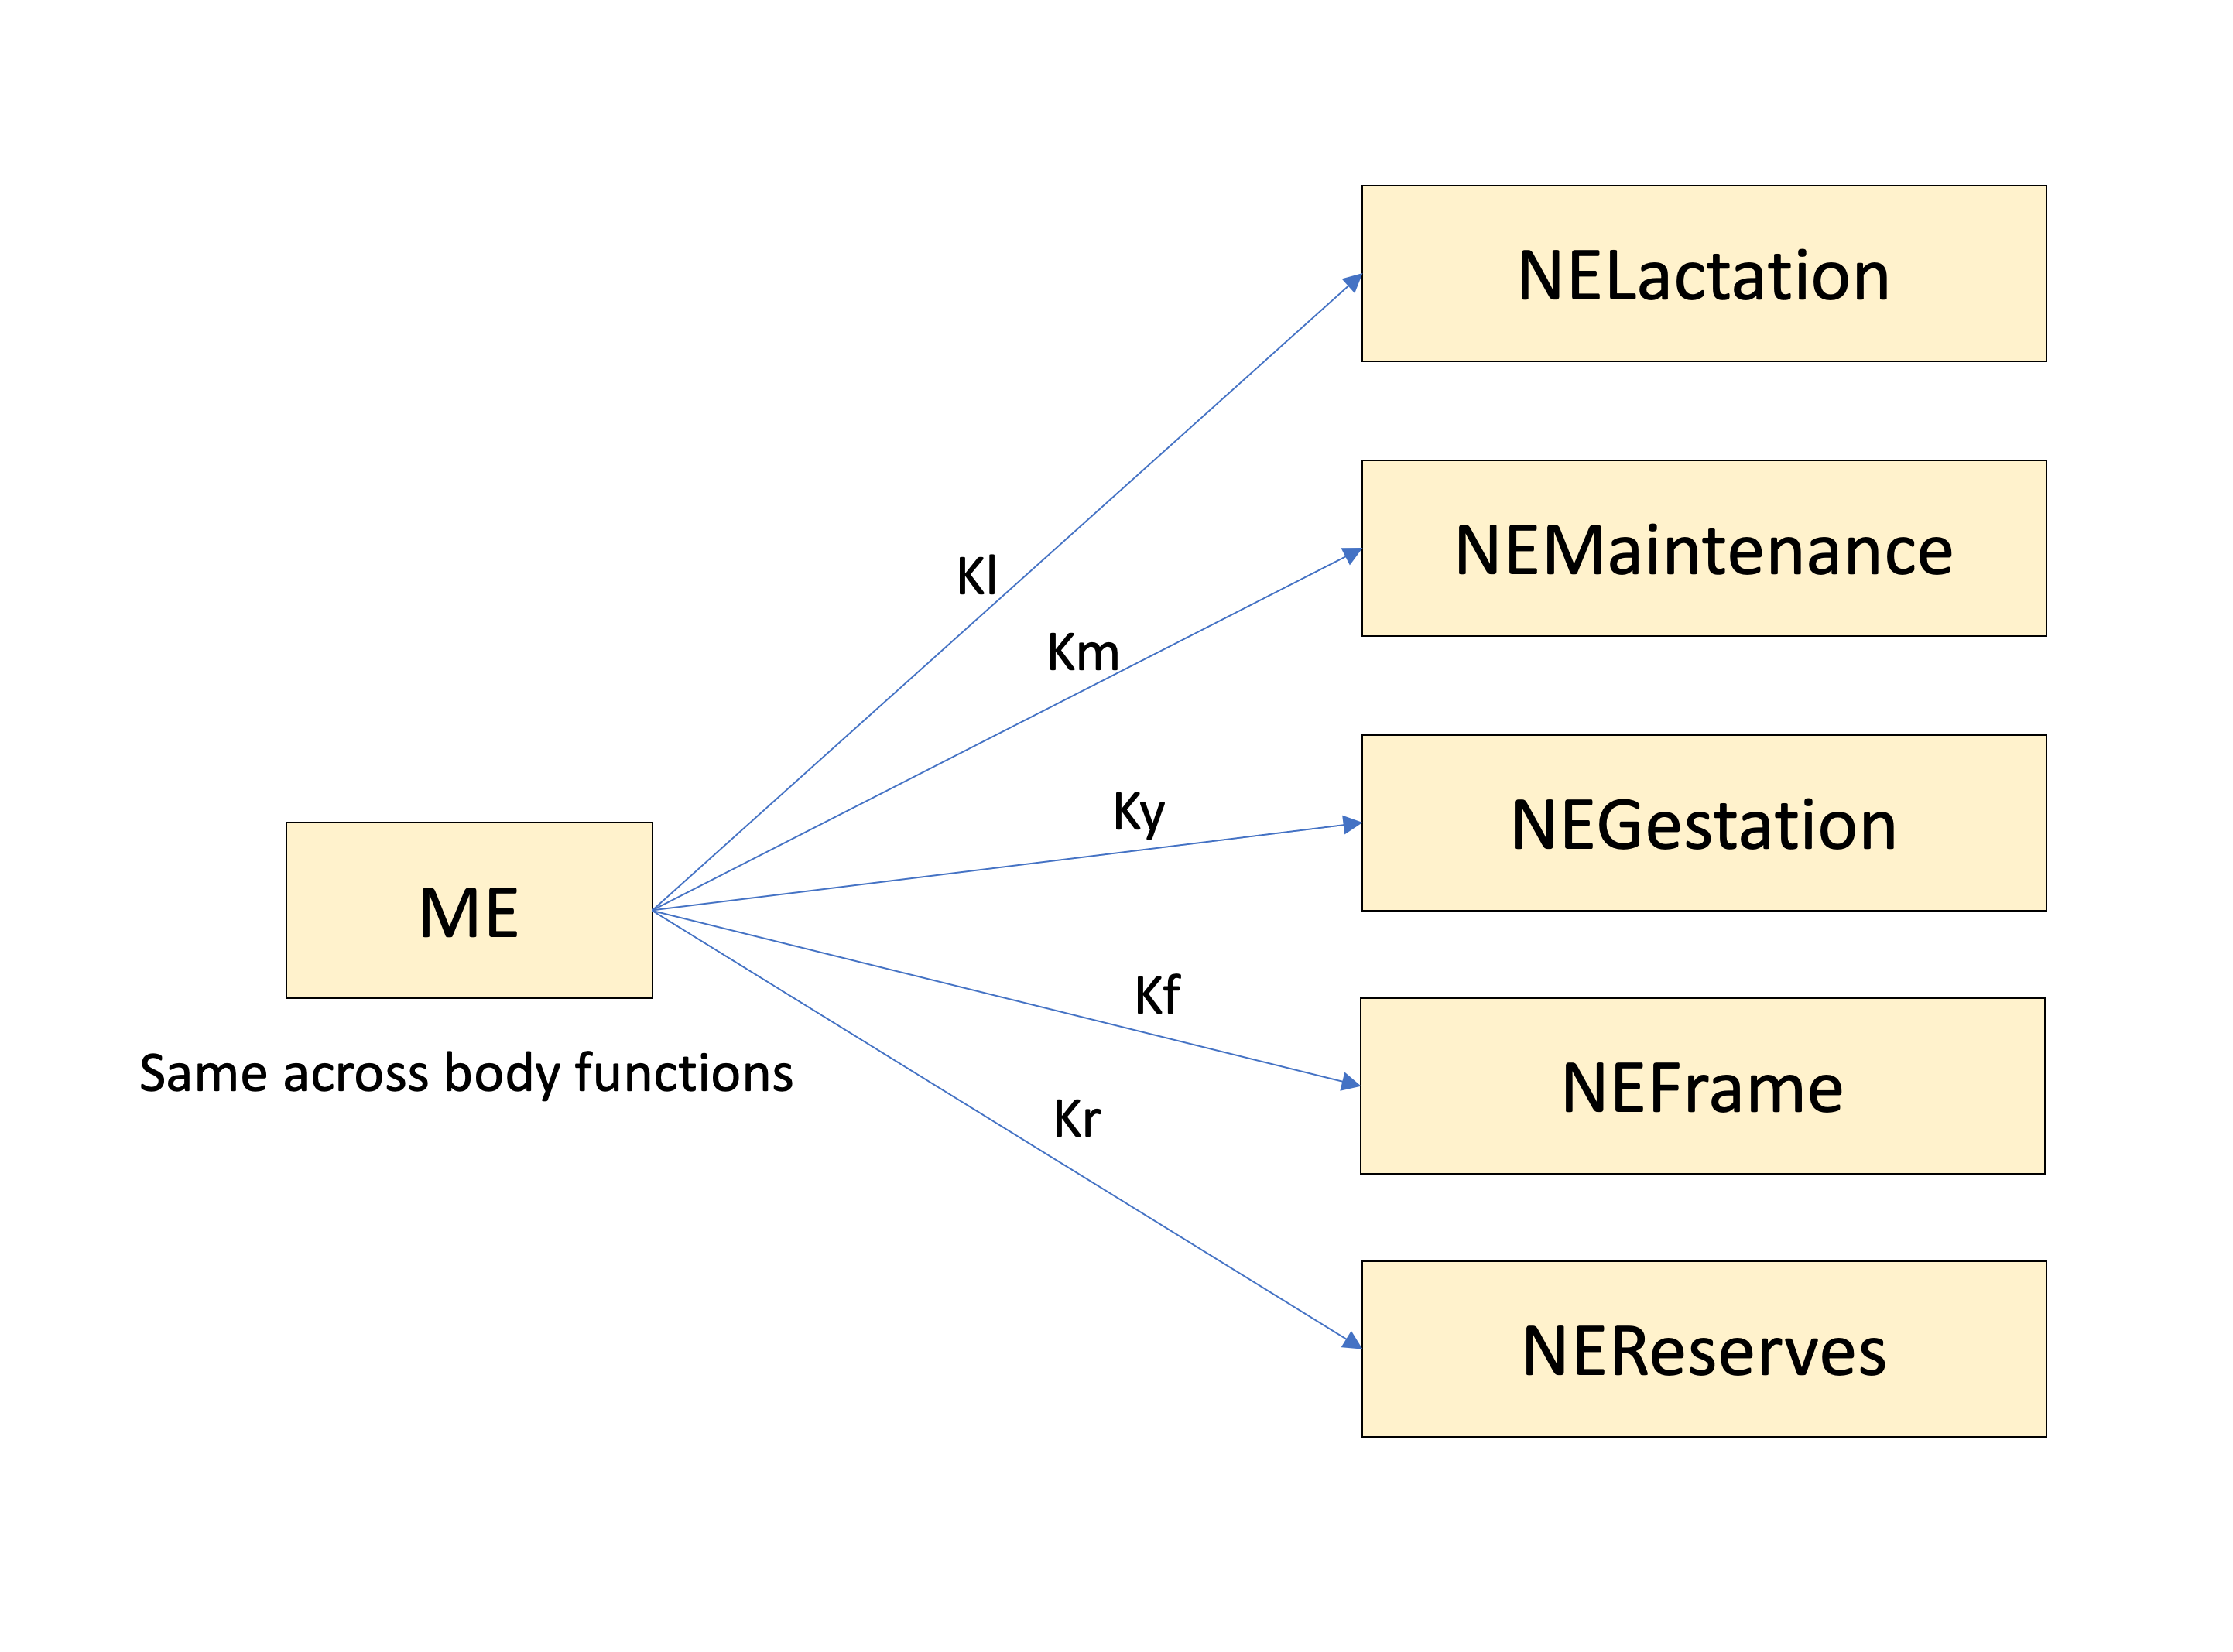 NELactation
Kl
NEMaintenance
Km
Ky
NEGestation
ME
Same across body functions
Kf
NEFrame
Kr
NEReserves